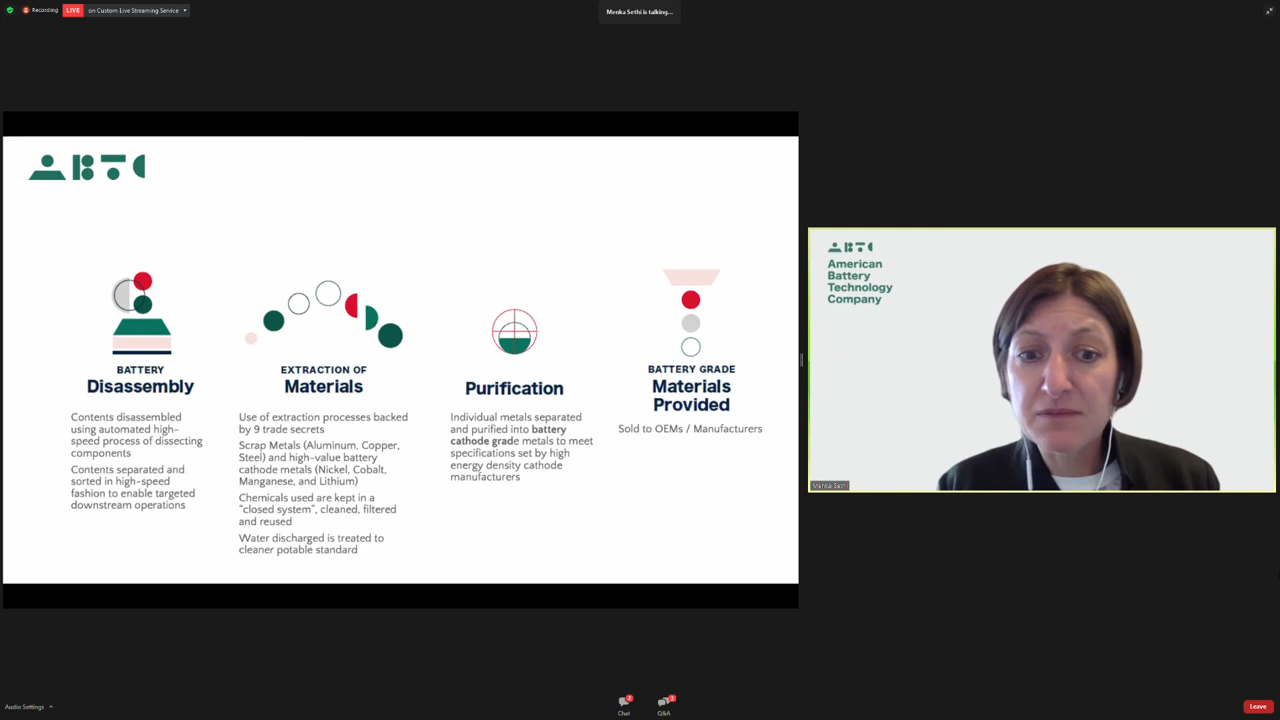 Recording
LIVE
on Custom Live Streaming Service
Menka Sethi is talking...
ABTC
BATTERY
Disassembly
Contents disassembled
using automated high-
speed process of dissecting
components
Contents separated and
sorted in high-speed
fashion to enable targeted
downstream operations
EXTRACTION OF
Materials
Use of extraction processes backed
by 9 trade secrets
Scrap Metals (Aluminum, Copper,
Steel) and high-value battery
cathode metals (Nickel, Cobalt,
Manganese, and Lithium)
Chemicals used are kept in a
“closed system”, cleaned, filtered
and reused
Water discharged is treated to
cleaner potable standard
Purification
Individual metals separated
and purified into battery
cathode grade metals to meet
specifications set by high
energy density cathode
manufacturers
BATTERY GRADE
Materials
Provided
Sold to OEMs / Manufacturers
ABTC
American
Battery
Technology
Company
Menka Sethi
Audio Settings
Chat
2
Q&A
3
Leave